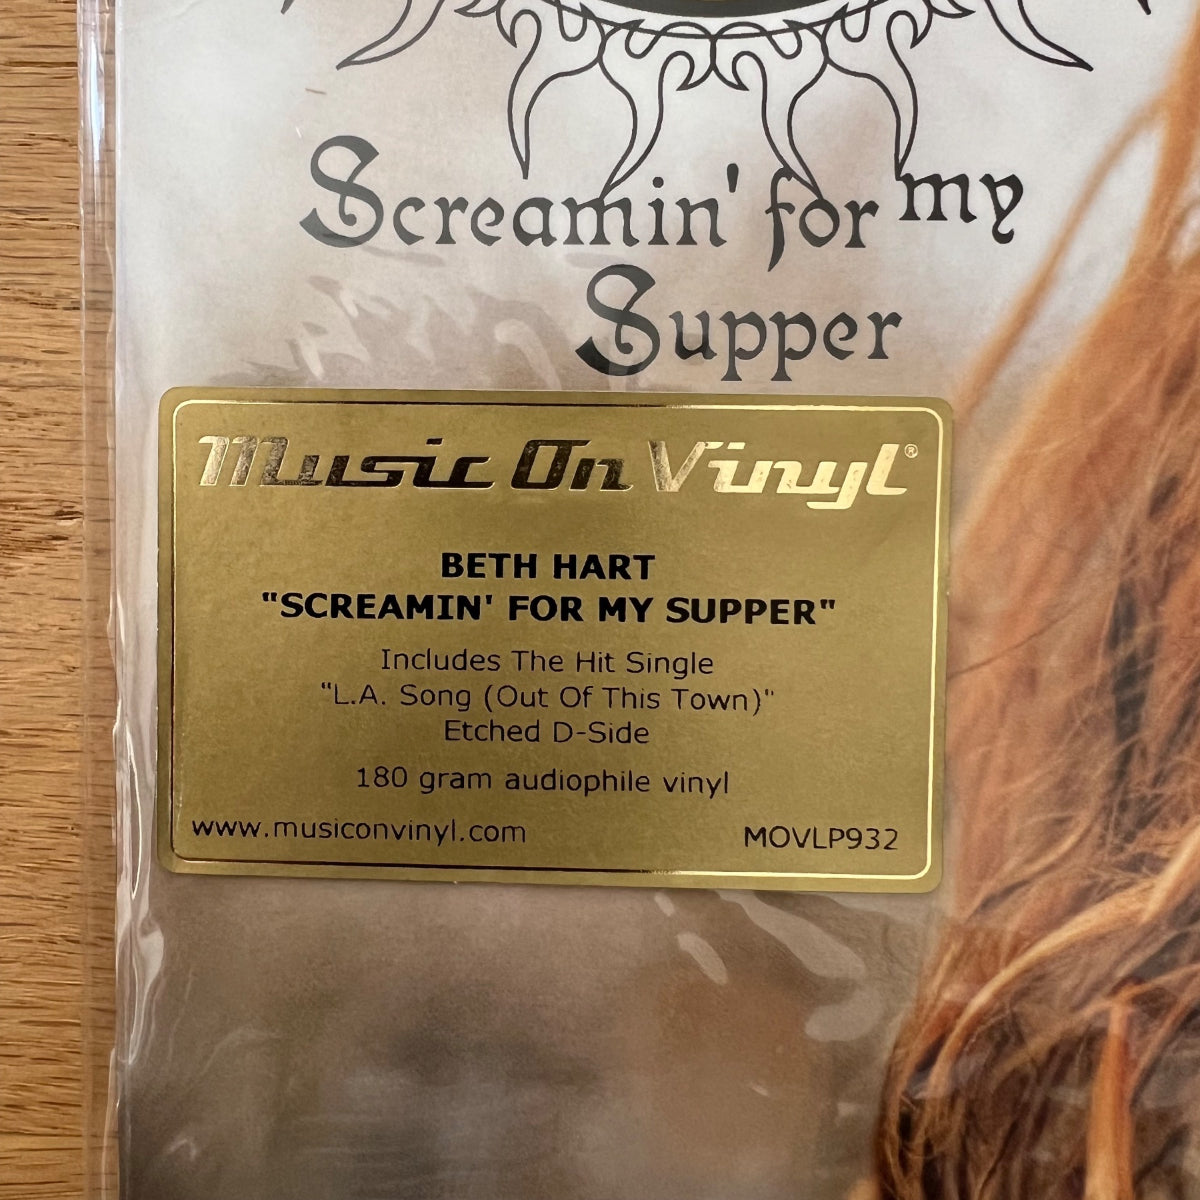 Screamin' for my
Supper
Music On Vinyl®
BETH HART
"SCREAMIN' FOR MY SUPPER"
Includes The Hit Single
"L.A. Song (Out Of This Town)"
Etched D-Side
180 gram audiophile vinyl
www.musiconvinyl.com MOVLP932